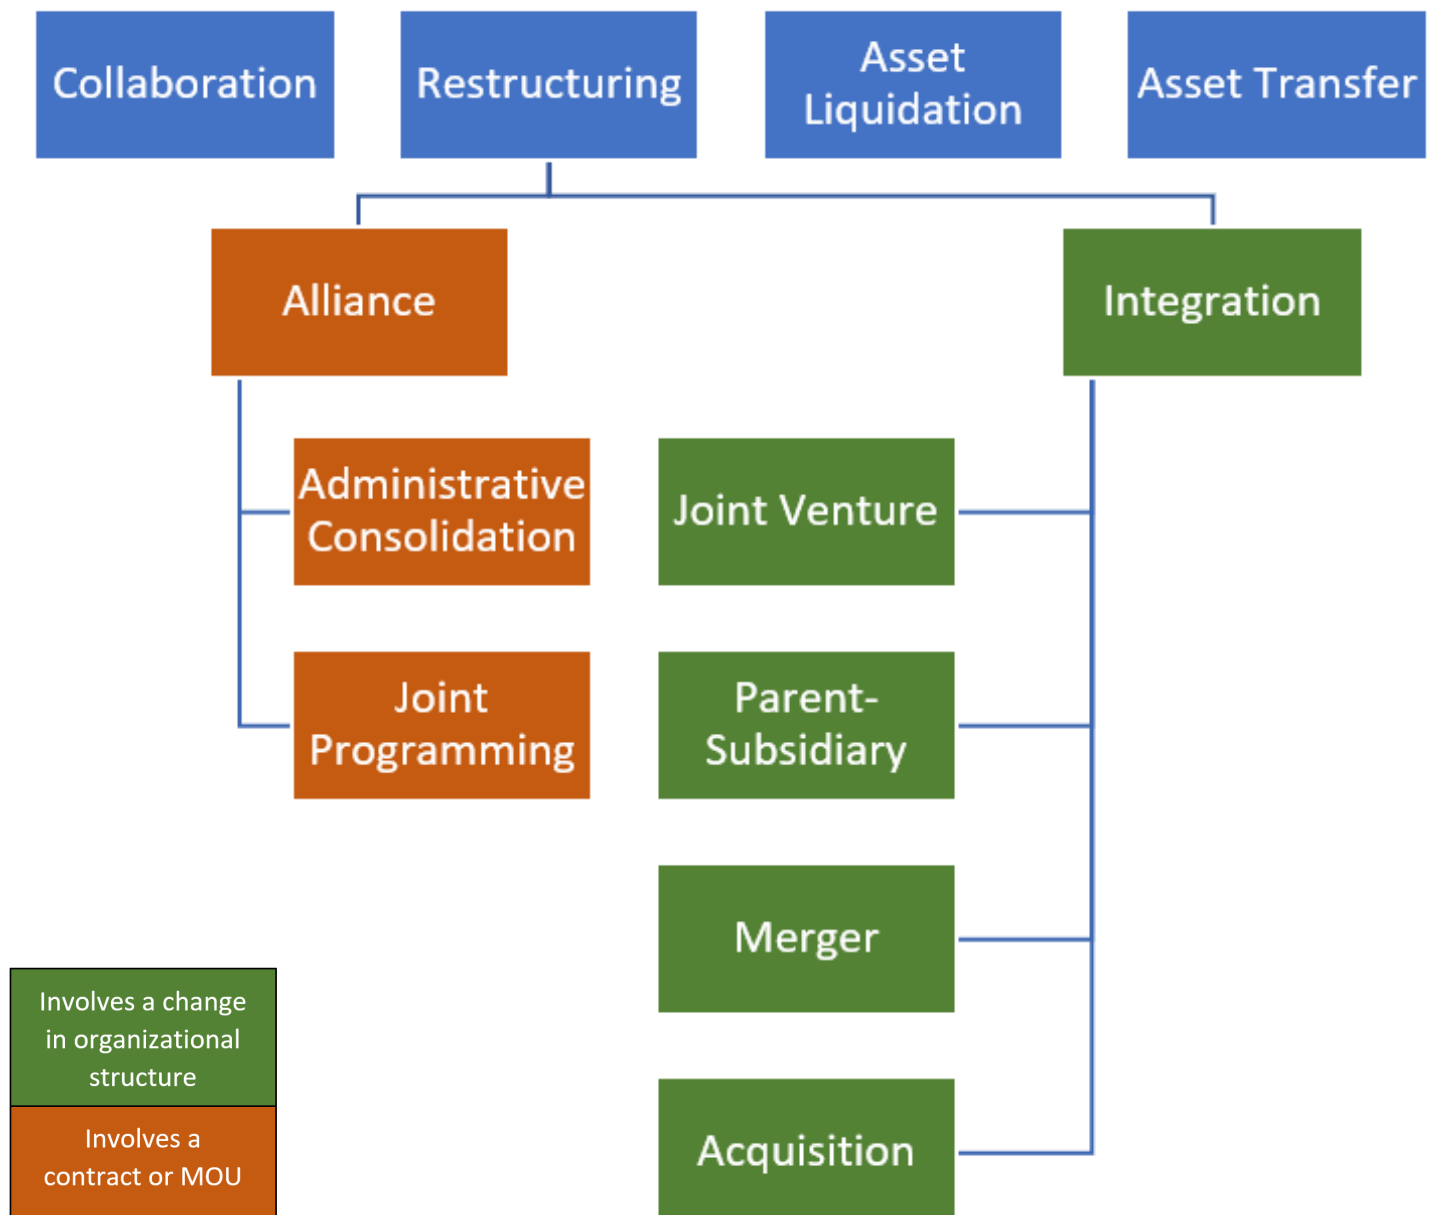 Collaboration
Restructuring
Asset
Liquidation
Asset Transfer
Alliance
Integration
Administrative
Consolidation
Joint Venture
Joint
Programming
Parent-
Subsidiary
Merger
Acquisition
Involves a change
in organizational
structure
Involves a
contract or MOU